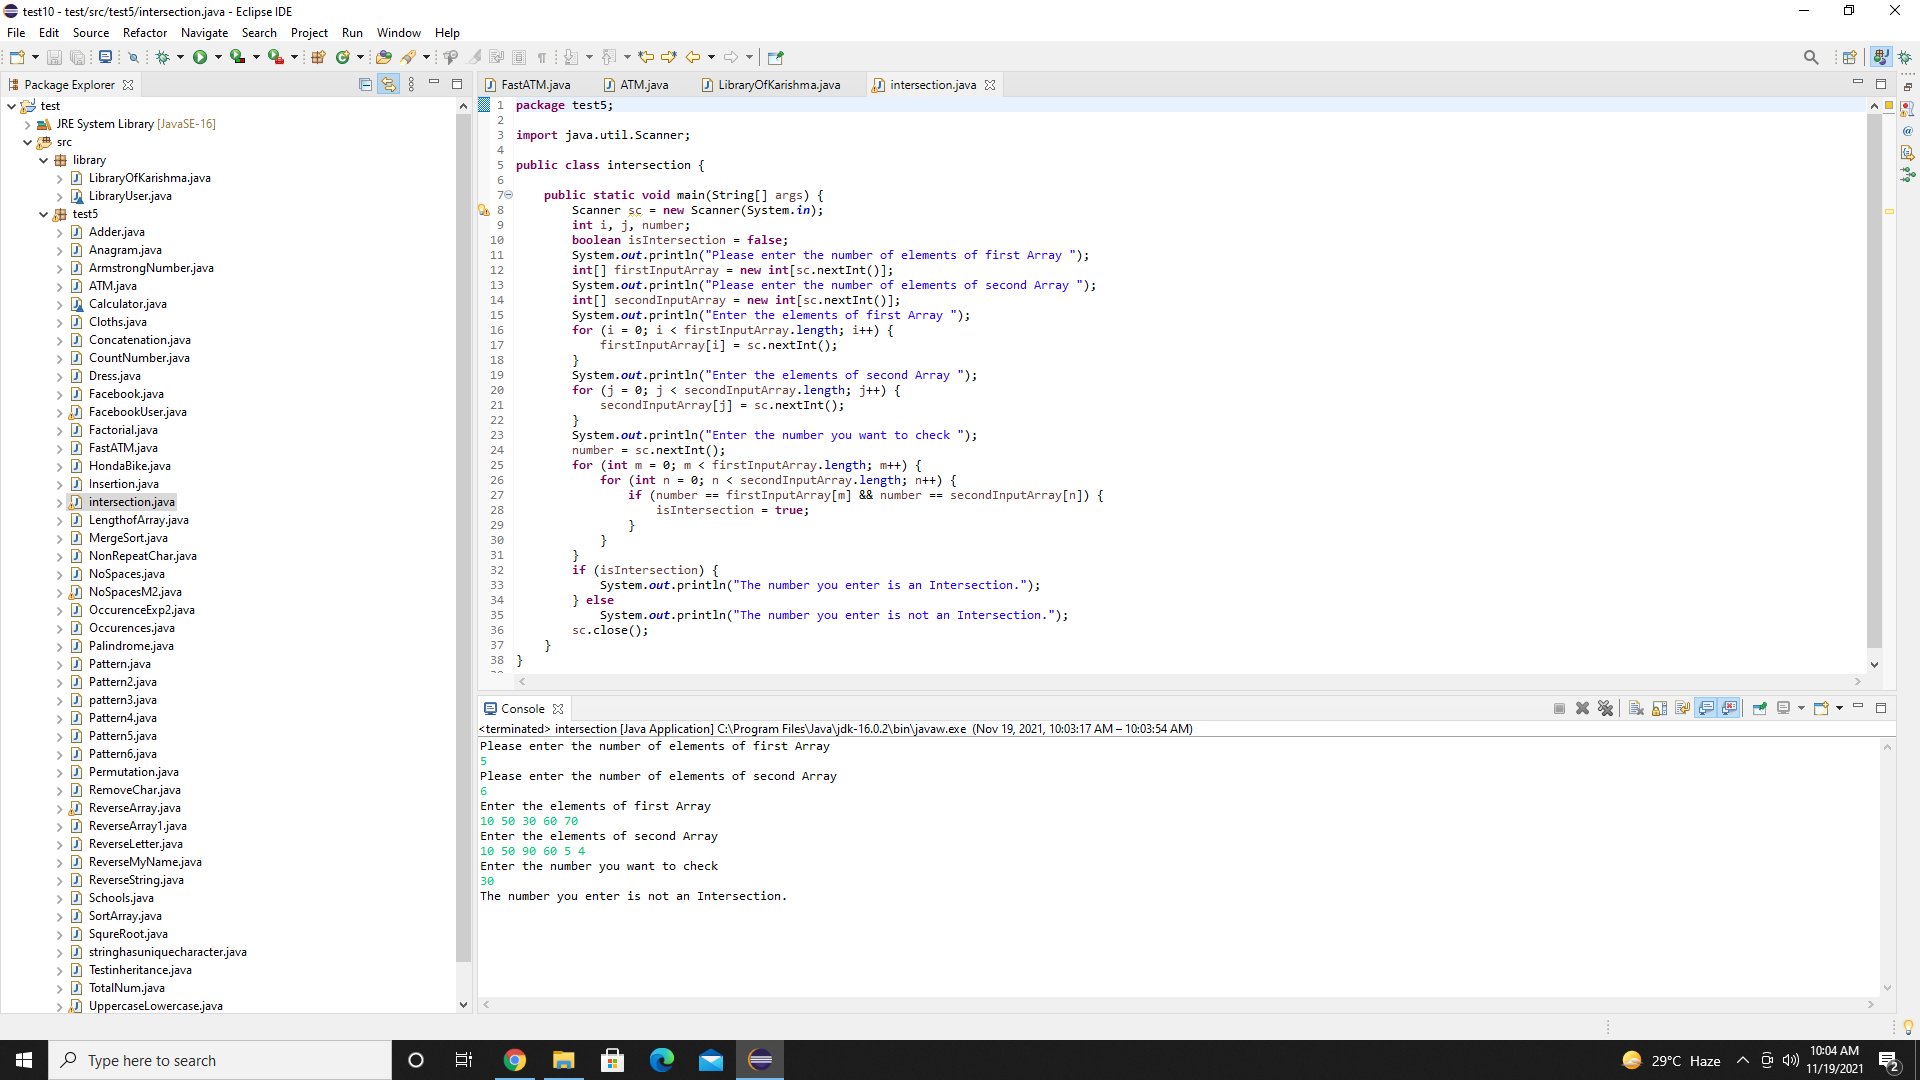 test10 - test/src/test5/intersection.java - Eclipse IDE
File Edit Source Refactor Navigate Search Project Run Window Help
Package Explorer
test
JRE System Library [JavaSE-16]
src
library
LibraryOfKarishma.java
LibraryUser.java
test5
Adder.java
Anagram.java
ArmstrongNumber.java
ATM.java
Calculator.java
Cloths.java
Concatenation.java
CountNumber.java
Dress.java
Facebook.java
FacebookUser.java
Factorial.java
FastATM.java
HondaBike.java
Insertion.java
intersection.java
LengthofArray.java
MergeSort.java
NonRepeatChar.java
NoSpaces.java
NoSpacesM2.java
OccurenceExp2.java
Occurences.java
Palindrome.java
Pattern.java
Pattern2.java
pattern3.java
Pattern4.java
Pattern5.java
Pattern6.java
Permutation.java
RemoveChar.java
ReverseArray.java
ReverseArray1.java
ReverseLetter.java
ReverseMyName.java
ReverseString.java
Schools.java
SortArray.java
SqureRoot.java
stringhasuniquecharacter.java
Testinheritance.java
TotalNum.java
UppercaseLowercase.java
FastATM.java ATM.java LibraryOfKarishma.java intersection.java
1 package test5;
2
3 import java.util.Scanner;
4
5 public class intersection {
6
7 public static void main(String[] args) {
8 Scanner sc = new Scanner(System.in);
9 int i, j, number;
10 boolean isIntersection = false;
11 System.out.println("Please enter the number of elements of first Array ");
12 int[] firstInputArray = new int[sc.nextInt()];
13 System.out.println("Please enter the number of elements of second Array ");
14 int[] secondInputArray = new int[sc.nextInt()];
15 System.out.println("Enter the elements of first Array ");
16 for (i = 0; i < firstInputArray.length; i++) {
17 firstInputArray[i] = sc.nextInt();
18 }
19 System.out.println("Enter the elements of second Array ");
20 for (j = 0; j < secondInputArray.length; j++) {
21 secondInputArray[j] = sc.nextInt();
22 }
23 System.out.println("Enter the number you want to check ");
24 number = sc.nextInt();
25 for (int m = 0; m < firstInputArray.length; m++) {
26 for (int n = 0; n < secondInputArray.length; n++) {
27 if (number == firstInputArray[m] && number == secondInputArray[n]) {
28 isIntersection = true;
29 }
30 }
31 }
32 if (isIntersection) {
33 System.out.println("The number you enter is an Intersection.");
34 } else
35 System.out.println("The number you enter is not an Intersection.");
36 sc.close();
37 }
38 }
Console
<terminated> intersection [Java Application] C:\Program Files\Java\jdk-16.0.2\bin\javaw.exe (Nov 19, 2021, 10:03:17 AM – 10:03:54 AM)
Please enter the number of elements of first Array
5
Please enter the number of elements of second Array
6
Enter the elements of first Array
10 50 30 60 70
Enter the elements of second Array
10 50 90 60 5 4
Enter the number you want to check
30
The number you enter is not an Intersection.
Type here to search
29°C Haze
10:04 AM
11/19/2021
2